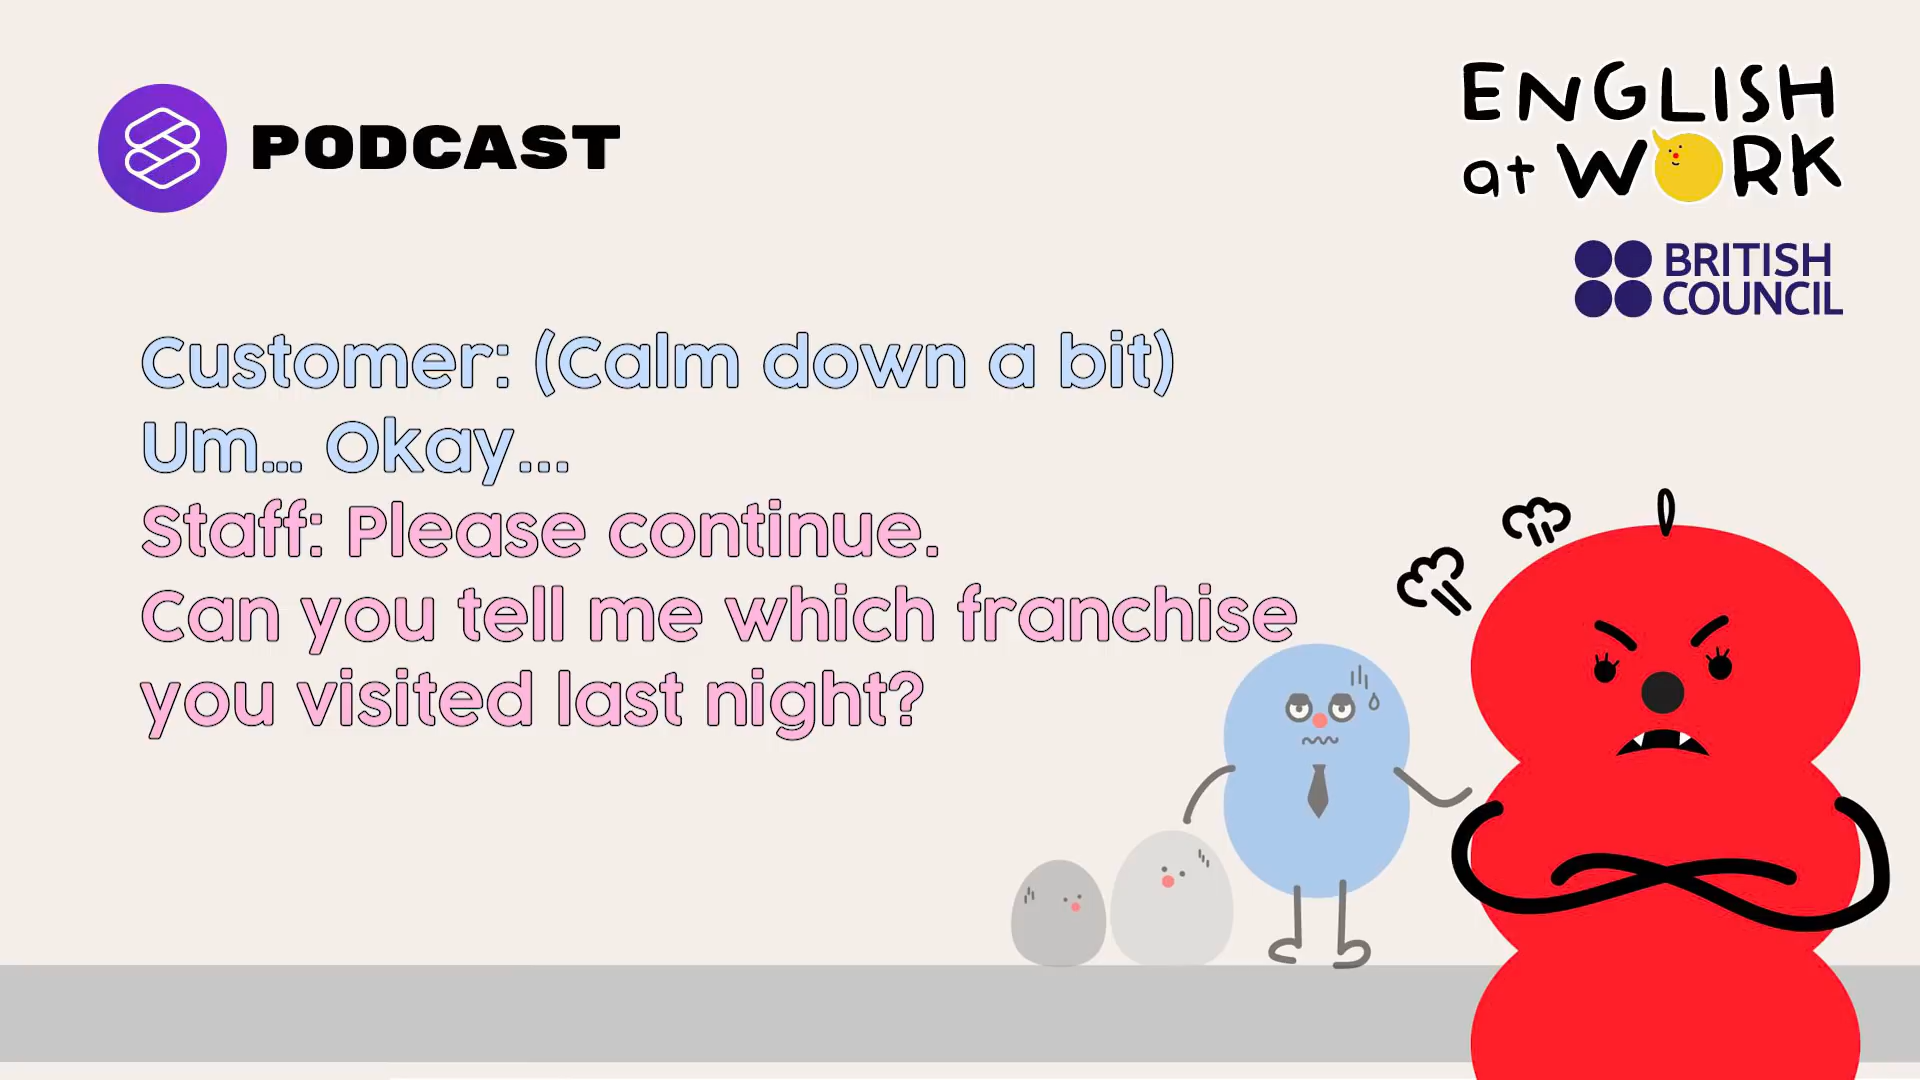 PODCAST
ENGLISH
at WORK
BRITISH
COUNCIL
Customer: (Calm down a bit)
Um... Okay...
Staff: Please continue.
Can you tell me which franchise
you visited last night?